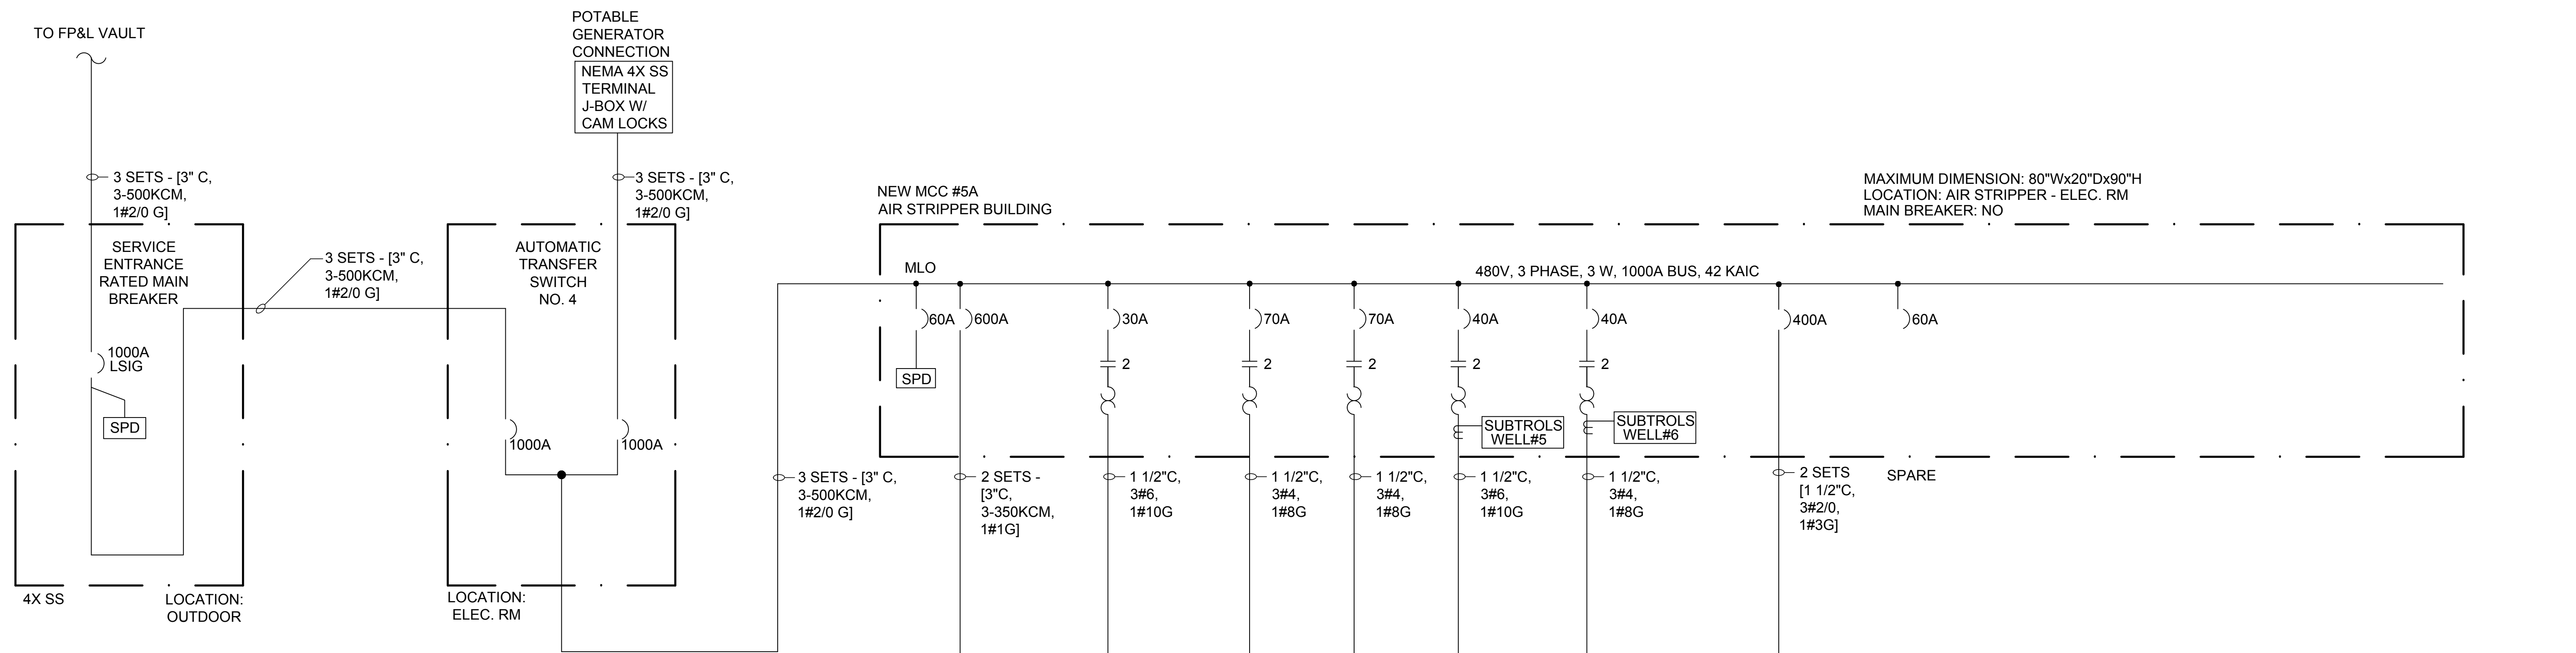 TO FP&L VAULT
3 SETS - [3" C,
3-500KCM,
1#2/0 G]
SERVICE
ENTRANCE
RATED MAIN
BREAKER
1000A
LSIG
SPD
4X SS
LOCATION:
OUTDOOR
3 SETS - [3" C,
3-500KCM,
1#2/0 G]
POTABLE
GENERATOR
CONNECTION
NEMA 4X SS
TERMINAL
J-BOX W/
CAM LOCKS
3 SETS - [3" C,
3-500KCM,
1#2/0 G]
AUTOMATIC
TRANSFER
SWITCH
NO. 4
1000A
1000A
LOCATION:
ELEC. RM
3 SETS - [3" C,
3-500KCM,
1#2/0 G]
NEW MCC #5A
AIR STRIPPER BUILDING
MAXIMUM DIMENSION: 80"Wx20"Dx90"H
LOCATION: AIR STRIPPER - ELEC. RM
MAIN BREAKER: NO
MLO
480V, 3 PHASE, 3 W, 1000A BUS, 42 KAIC
60A
600A
30A
70A
70A
40A
40A
400A
60A
2
2
2
2
2
SPD
SUBTROLS
WELL#5
SUBTROLS
WELL#6
2 SETS -
[3"C,
3-350KCM,
1#1G]
1 1/2"C,
3#6,
1#10G
1 1/2"C,
3#4,
1#8G
1 1/2"C,
3#4,
1#8G
1 1/2"C,
3#6,
1#10G
1 1/2"C,
3#4,
1#8G
2 SETS
[1 1/2"C,
3#2/0,
1#3G]
SPARE